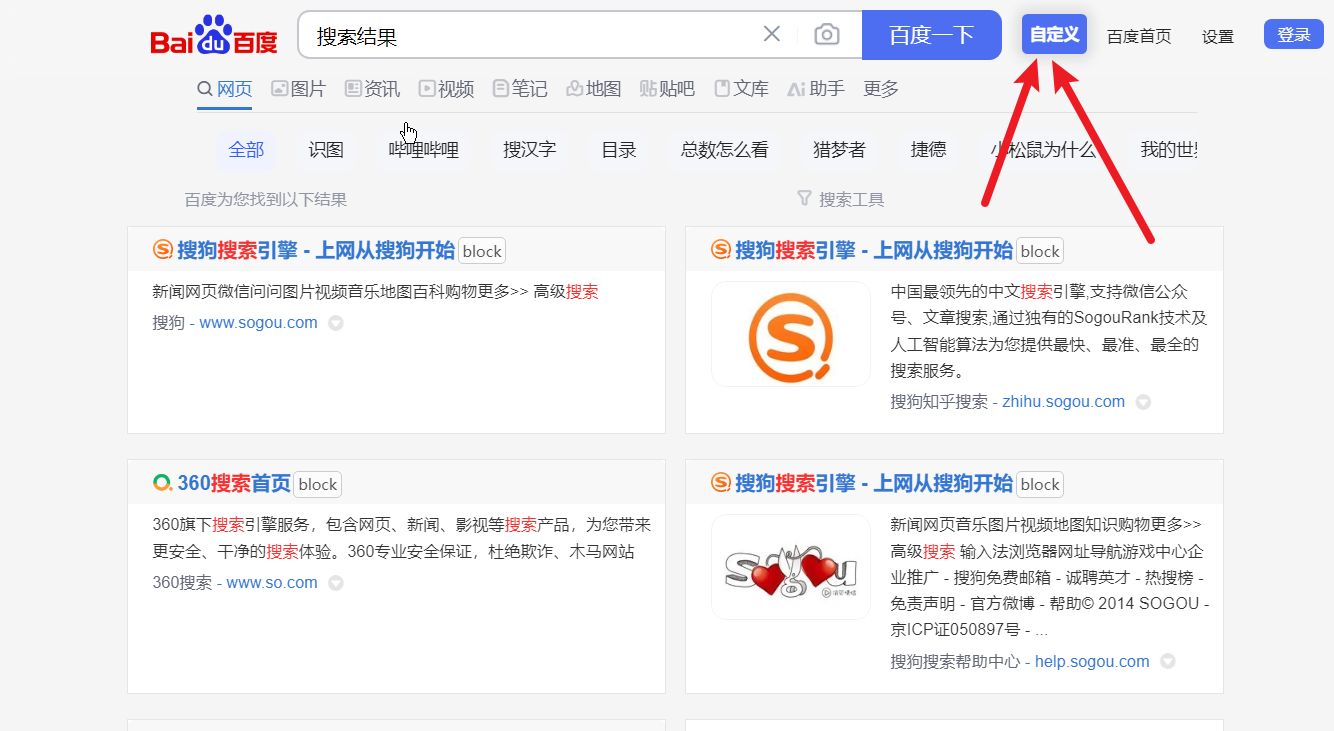 Bai du 百度 搜索结果 百度一下 自定义 百度首页 设置 登录
网页 图片 资讯 视频 笔记 地图 贴 贴吧 文库 Ai 助手 更多
全部 识图 哔哩哔哩 搜汉字 目录 总数怎么看 猎梦者 捷德 小松鼠为什么 我的世
百度为您找到以下结果 搜索工具
搜狗搜索引擎 - 上网从搜狗开始 block
新闻网页微信问问图片视频音乐地图百科购物更多>> 高级搜索
搜狗 - www.sogou.com
搜狗搜索引擎 - 上网从搜狗开始 block
中国最领先的中文搜索引擎,支持微信公众
号、文章搜索,通过独有的SogouRank技术及
人工智能算法为您提供最快、最准、最全的
搜索服务。
搜狗知乎搜索 - zhihu.sogou.com
360搜索首页 block
360旗下搜索引擎服务，包含网页、新闻、影视等搜索产品，为您带来
更安全、干净的搜索体验。360专业安全保证，杜绝欺诈、木马网站
360搜索 - www.so.com
搜狗搜索引擎 - 上网从搜狗开始 block
Sogou
新闻网页音乐图片视频地图知识购物更多>>
高级搜索 输入法浏览器网址导航游戏中心企
业推广 - 搜狗免费邮箱 - 诚聘英才 - 热搜榜 -
免责声明 - 官方微博 - 帮助© 2014 SOGOU -
京ICP证050897号 - ...
搜狗搜索帮助中心 - help.sogou.com